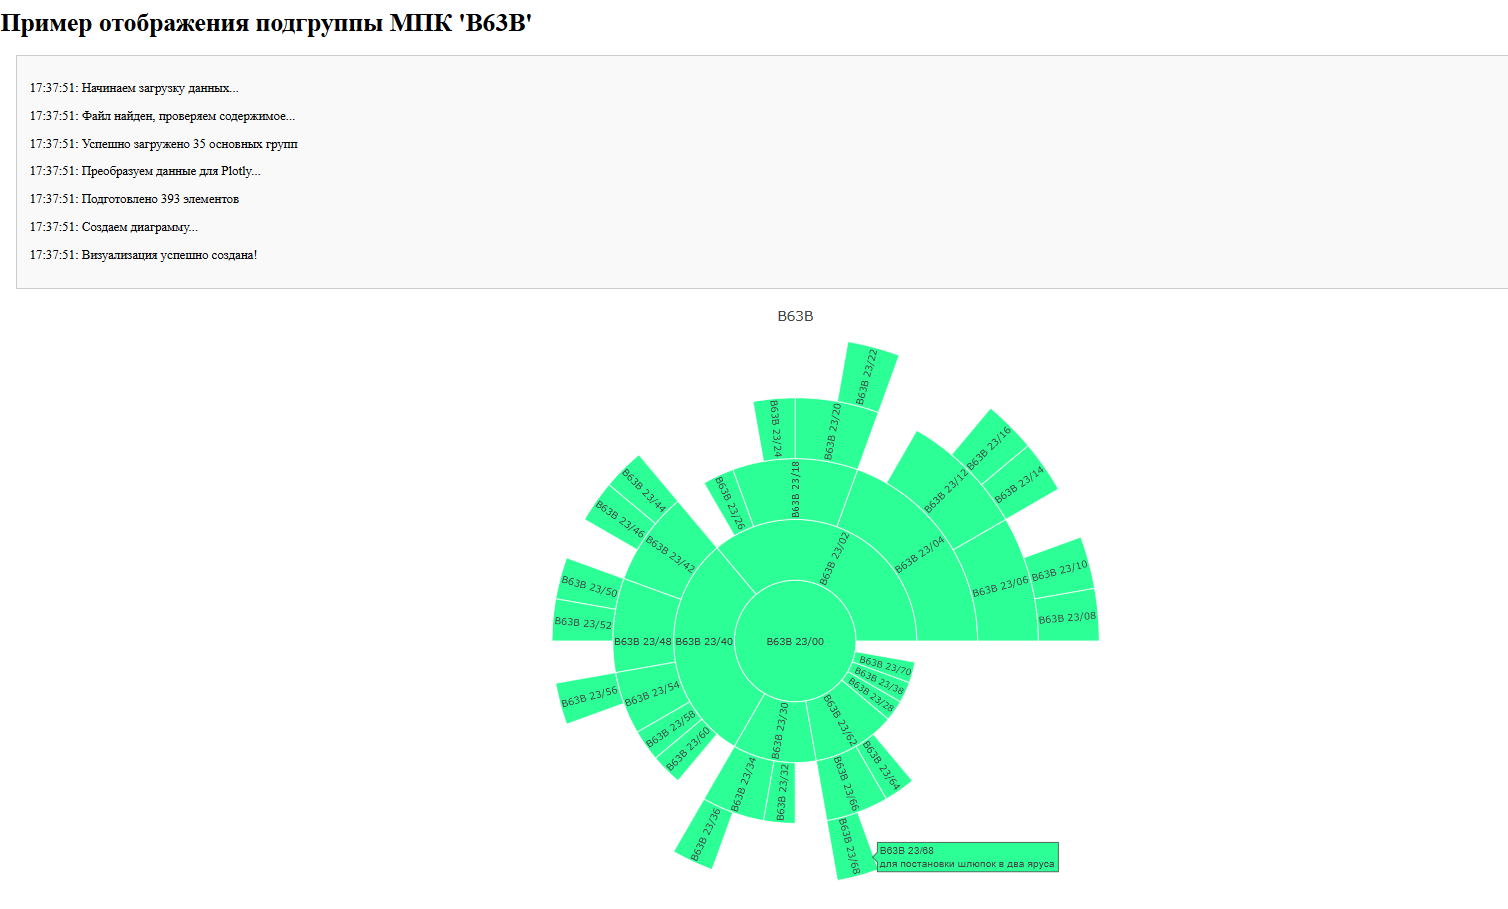 Пример отображения подгруппы МПК 'B63B'
17:37:51: Начинаем загрузку данных...
17:37:51: Файл найден, проверяем содержимое...
17:37:51: Успешно загружено 35 основных групп
17:37:51: Преобразуем данные для Plotly...
17:37:51: Подготовлено 393 элементов
17:37:51: Создаем диаграмму...
17:37:51: Визуализация успешно создана!
B63B
B63B 23/22
B63B 23/24
B63B 23/20
B63B 23/16
B63B 23/14
B63B 23/12
B63B 23/44
B63B 23/46
B63B 23/26
B63B 23/18
B63B 23/42
B63B 23/02
B63B 23/04
B63B 23/10
B63B 23/50
B63B 23/06
B63B 23/08
B63B 23/52
B63B 23/48
B63B 23/40
B63B 23/00
B63B 23/70
B63B 23/38
B63B 23/28
B63B 23/56
B63B 23/54
B63B 23/58
B63B 23/60
B63B 23/30
B63B 23/62
B63B 23/64
B63B 23/34
B63B 23/32
B63B 23/66
B63B 23/36
B63B 23/68
B63B 23/68
для постановки шлюпок в два яруса